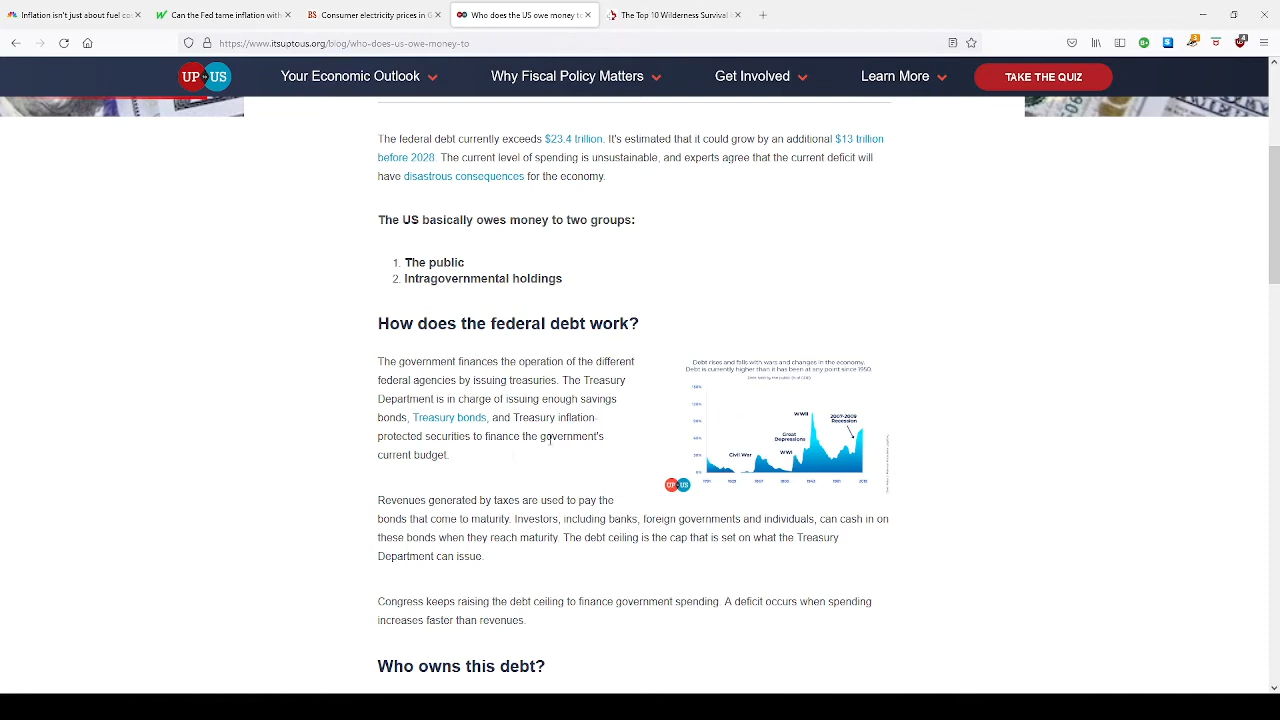 Inflation isn't just about fuel co
Can the Fed tame inflation with
Consumer electricity prices in G
Who does the US owe money to
The Top 10 Wilderness Survival E
https://www.itsuptous.org/blog/who-does-us-owe-money-to
UP TO US
Your Economic Outlook
Why Fiscal Policy Matters
Get Involved
Learn More
TAKE THE QUIZ
The federal debt currently exceeds $23.4 trillion. It's estimated that it could grow by an additional $13 trillion
before 2028. The current level of spending is unsustainable, and experts agree that the current deficit will
have disastrous consequences for the economy.
The US basically owes money to two groups:
1. The public
2. Intragovernmental holdings
How does the federal debt work?
The government finances the operation of the different
federal agencies by issuing treasuries. The Treasury
Department is in charge of issuing enough savings
bonds, Treasury bonds, and Treasury inflation-
protected securities to finance the government's
current budget.
Debt rises and falls with wars and changes in the economy.
Debt is currently higher than it has been at any point since 1950.
Civil War
WWI
Great
Depressions
WWII
2007-2009
Recession
UP TO US
Revenues generated by taxes are used to pay the
bonds that come to maturity. Investors, including banks, foreign governments and individuals, can cash in on
these bonds when they reach maturity. The debt ceiling is the cap that is set on what the Treasury
Department can issue.
Congress keeps raising the debt ceiling to finance government spending. A deficit occurs when spending
increases faster than revenues.
Who owns this debt?